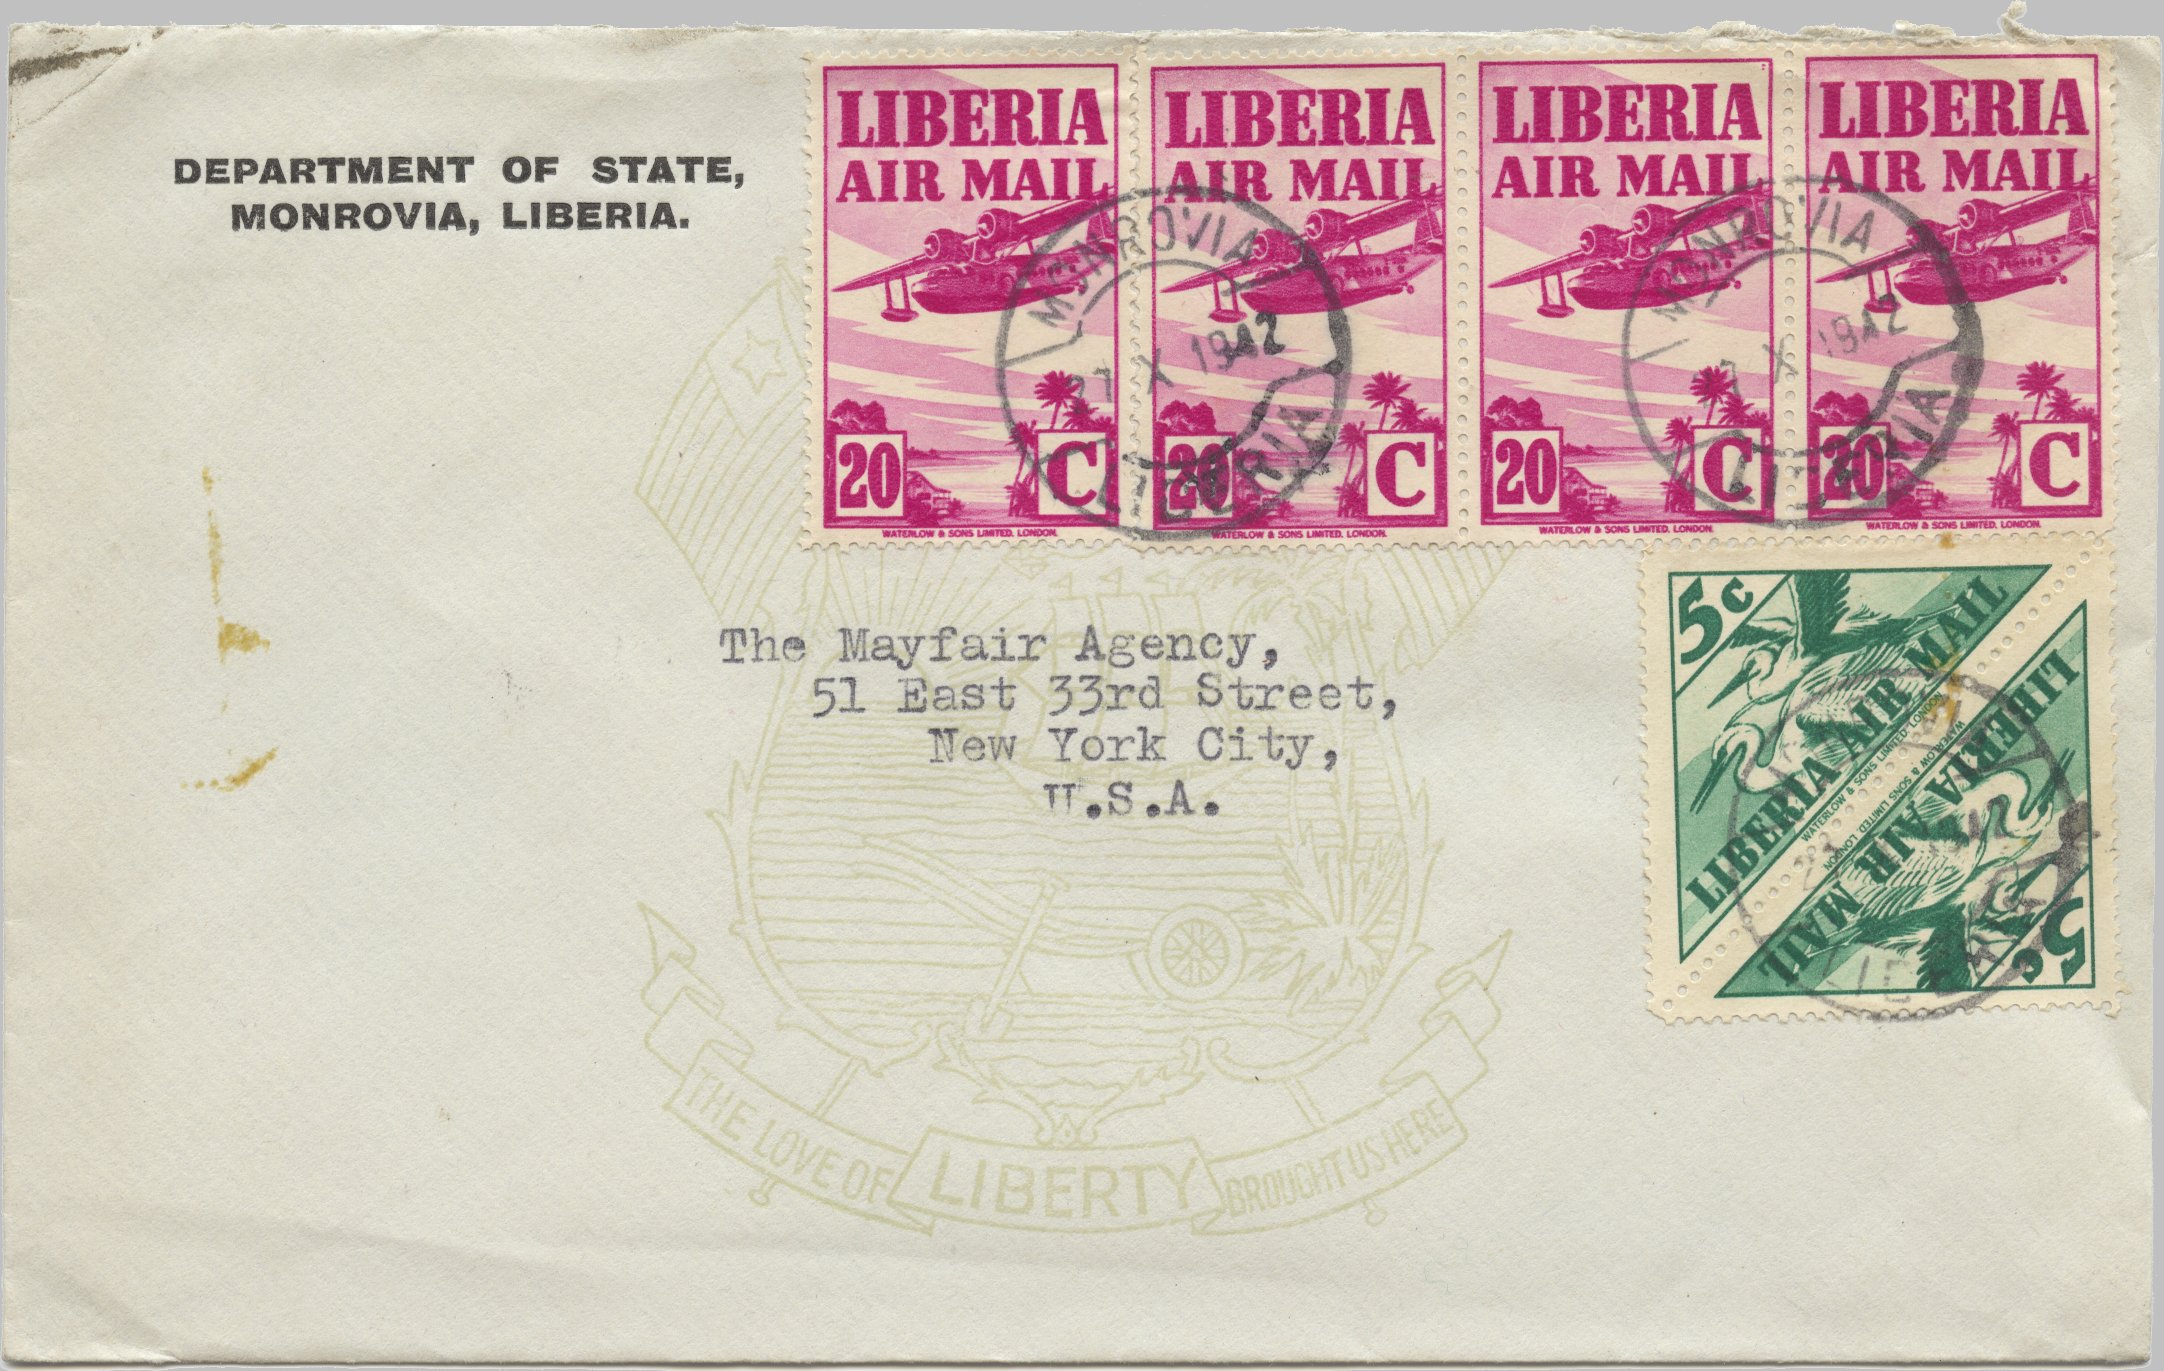 DEPARTMENT OF STATE,
MONROVIA, LIBERIA.
LIBERIA
AIR MAIL
20 C
WATERLOW & SONS LIMITED. LONDON.
LIBERIA
AIR MAIL
20 C
WATERLOW & SONS LIMITED. LONDON.
LIBERIA
AIR MAIL
20 C
WATERLOW & SONS LIMITED. LONDON.
LIBERIA
AIR MAIL
20 C
WATERLOW & SONS LIMITED. LONDON.
MONROVIA
X 1942
LIBERIA
MONROVIA
X 1942
LIBERIA
5c
LIBERIA AIR MAIL
WATERLOW & SONS LIMITED. LONDON
5c
LIBERIA AIR MAIL
WATERLOW & SONS LIMITED. LONDON
The Mayfair Agency,
51 East 33rd Street,
New York City,
U.S.A.
THE LOVE OF LIBERTY BROUGHT US HERE